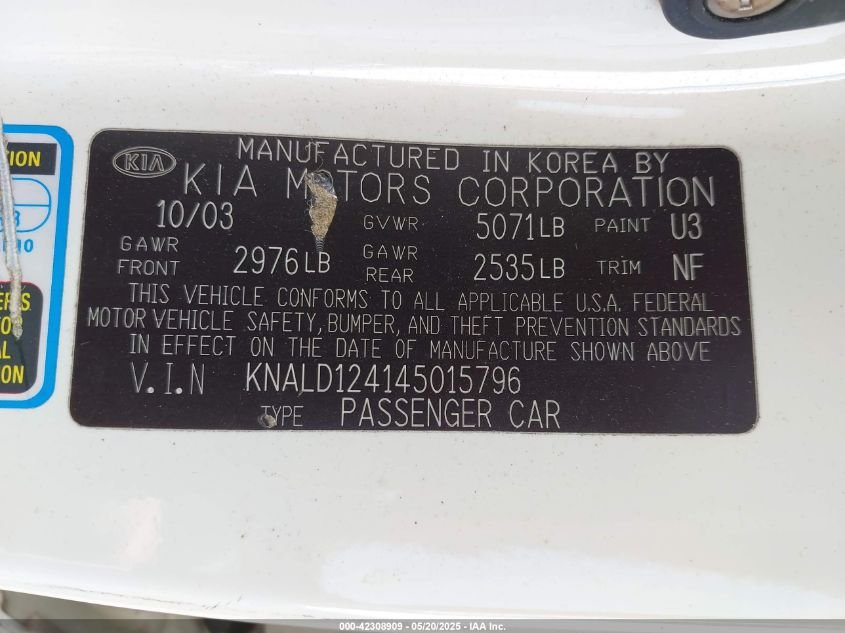 KIA
MANUFACTURED IN KOREA BY
KIA MOTORS CORPORATION
10/03 GVWR 5071LB PAINT U3
GAWR FRONT 2976LB GAWR REAR 2535LB TRIM NF
THIS VEHICLE CONFORMS TO ALL APPLICABLE U.S.A. FEDERAL
MOTOR VEHICLE SAFETY, BUMPER, AND THEFT PREVENTION STANDARDS
IN EFFECT ON THE DATE OF MANUFACTURE SHOWN ABOVE
V.I.N KNALD124145015796
TYPE PASSENGER CAR
000-42308909 - 05/20/2025 - IAA Inc.